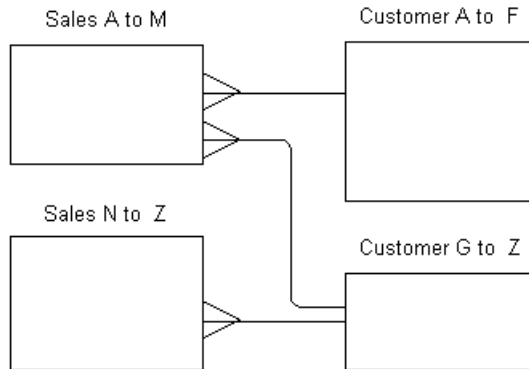 Sales A to M
Customer A to F
Sales N to Z
Customer G to Z